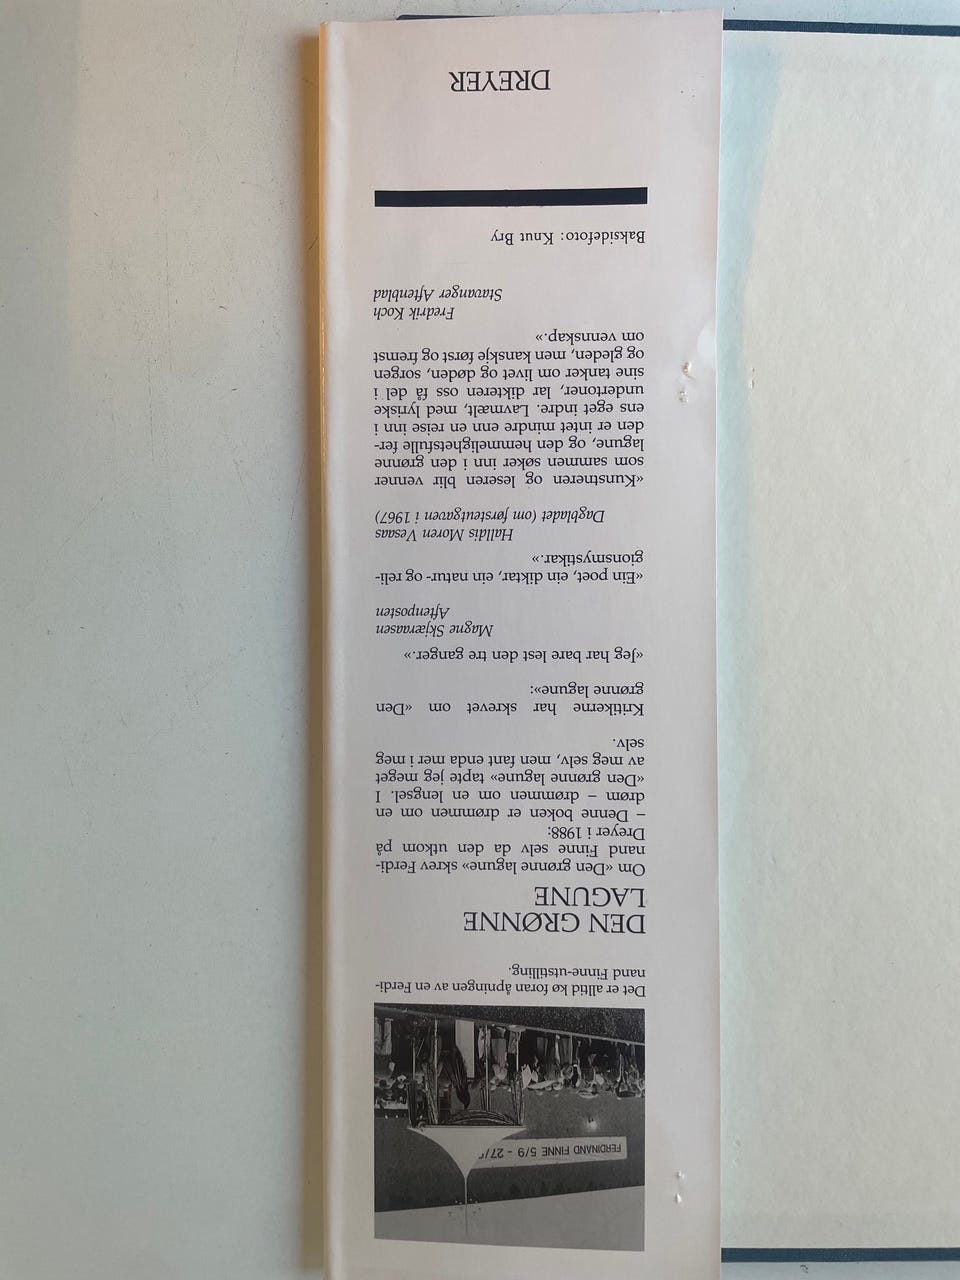 FERDINAND FINNE 5/9 - 27/
Det er alltid kø foran åpningen av en Ferdi-
nand Finne-utstilling.
DEN GRØNNE
LAGUNE
Om «Den grønne lagune» skrev Ferdi-
nand Finne selv da den utkom på
Dreyer i 1988:
– Denne boken er drømmen om en
drøm – drømmen om en lengsel. I
«Den grønne lagune» tapte jeg meget
av meg selv, men fant enda mer i meg
selv.
Kritikerne har skrevet om «Den
grønne lagune»:
«Jeg har bare lest den tre ganger.»
Magne Skjæraasen
Aftenposten
«Ein poet, ein diktar, ein natur- og reli-
gionsmystikar.»
Halldis Moren Vesaas
Dagbladet (om førsteutgaven i 1967)
«Kunstneren og leseren blir venner
som sammen søker inn i den grønne
lagune, og den hemmelighetsfulle fer-
den er intet mindre enn en reise inn i
ens eget indre. Lavmælt, med lyriske
undertoner, lar dikteren oss få del i
sine tanker om livet og døden, sorgen
og gleden, men kanskje først og fremst
om vennskap.»
Fredrik Koch
Stavanger Aftenblad
Baksidefoto: Knut Bry
DREYER